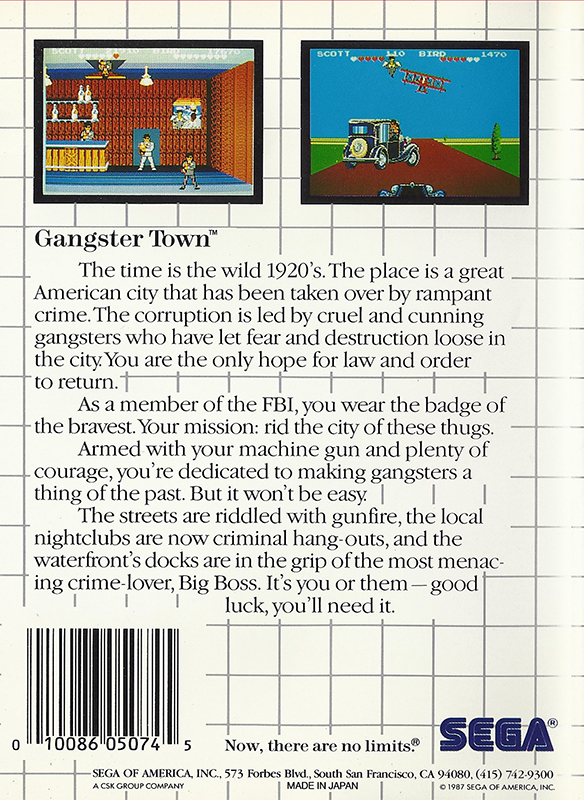 SCOTT BIRD
SCOTT 110 BIRD 1470
Gangster Town™
The time is the wild 1920's. The place is a great
American city that has been taken over by rampant
crime. The corruption is led by cruel and cunning
gangsters who have let fear and destruction loose in
the city. You are the only hope for law and order
to return.
As a member of the FBI, you wear the badge of
the bravest. Your mission: rid the city of these thugs.
Armed with your machine gun and plenty of
courage, you're dedicated to making gangsters a
thing of the past. But it won't be easy.
The streets are riddled with gunfire, the local
nightclubs are now criminal hang-outs, and the
waterfront's docks are in the grip of the most menac-
ing crime-lover, Big Boss. It's you or them—good
luck, you'll need it.
0 10086 05074 5
Now, there are no limits.®
SEGA®
SEGA OF AMERICA, INC., 573 Forbes Blvd., South San Francisco, CA 94080, (415) 742-9300
A CSK GROUP COMPANY MADE IN JAPAN © 1987 SEGA OF AMERICA, INC.